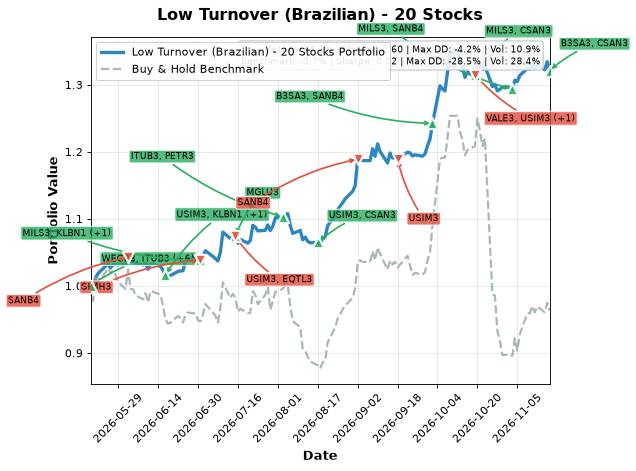 Low Turnover (Brazilian) - 20 Stocks
MILS3, SANB4
MILS3, CSAN3
B3SA3, CSAN3
Low Turnover (Brazilian) - 20 Stocks Portfolio
60 | Max DD: -4.2% | Vol: 10.9%
Buy & Hold Benchmark
2 | Max DD: -28.5% | Vol: 28.4%
B3SA3, SANB4
VALE3, USIM3 (+1)
ITUB3, PETR3
MGLU3
SANB4
USIM3, KLBN1 (+1)
USIM3, CSAN3
USIM3
MILS3, KLBN1 (+1)
USIM3, EQTL3
SANB4
Portfolio Value
1.3
1.2
1.1
1.0
0.9
2026-05-29
2026-06-14
2026-06-30
2026-07-16
2026-08-01
2026-08-17
2026-09-02
2026-09-18
2026-10-04
2026-10-20
2026-11-05
Date